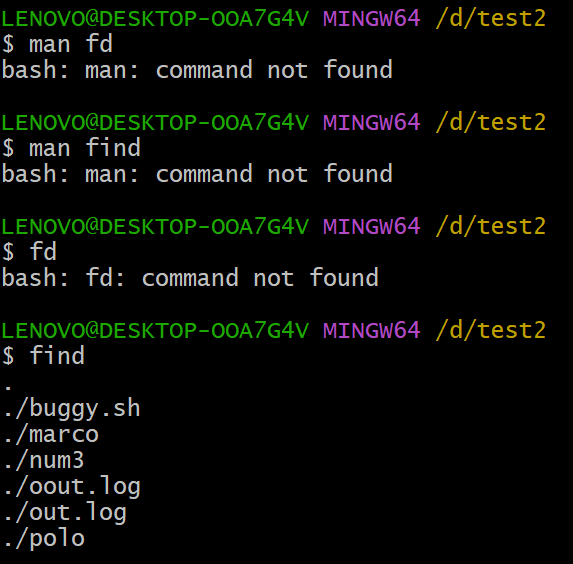 LENOVO@DESKTOP-OOA7G4V MINGW64 /d/test2
$ man fd
bash: man: command not found
LENOVO@DESKTOP-OOA7G4V MINGW64 /d/test2
$ man find
bash: man: command not found
LENOVO@DESKTOP-OOA7G4V MINGW64 /d/test2
$ fd
bash: fd: command not found
LENOVO@DESKTOP-OOA7G4V MINGW64 /d/test2
$ find
.
./buggy.sh
./marco
./num3
./oout.log
./out.log
./polo